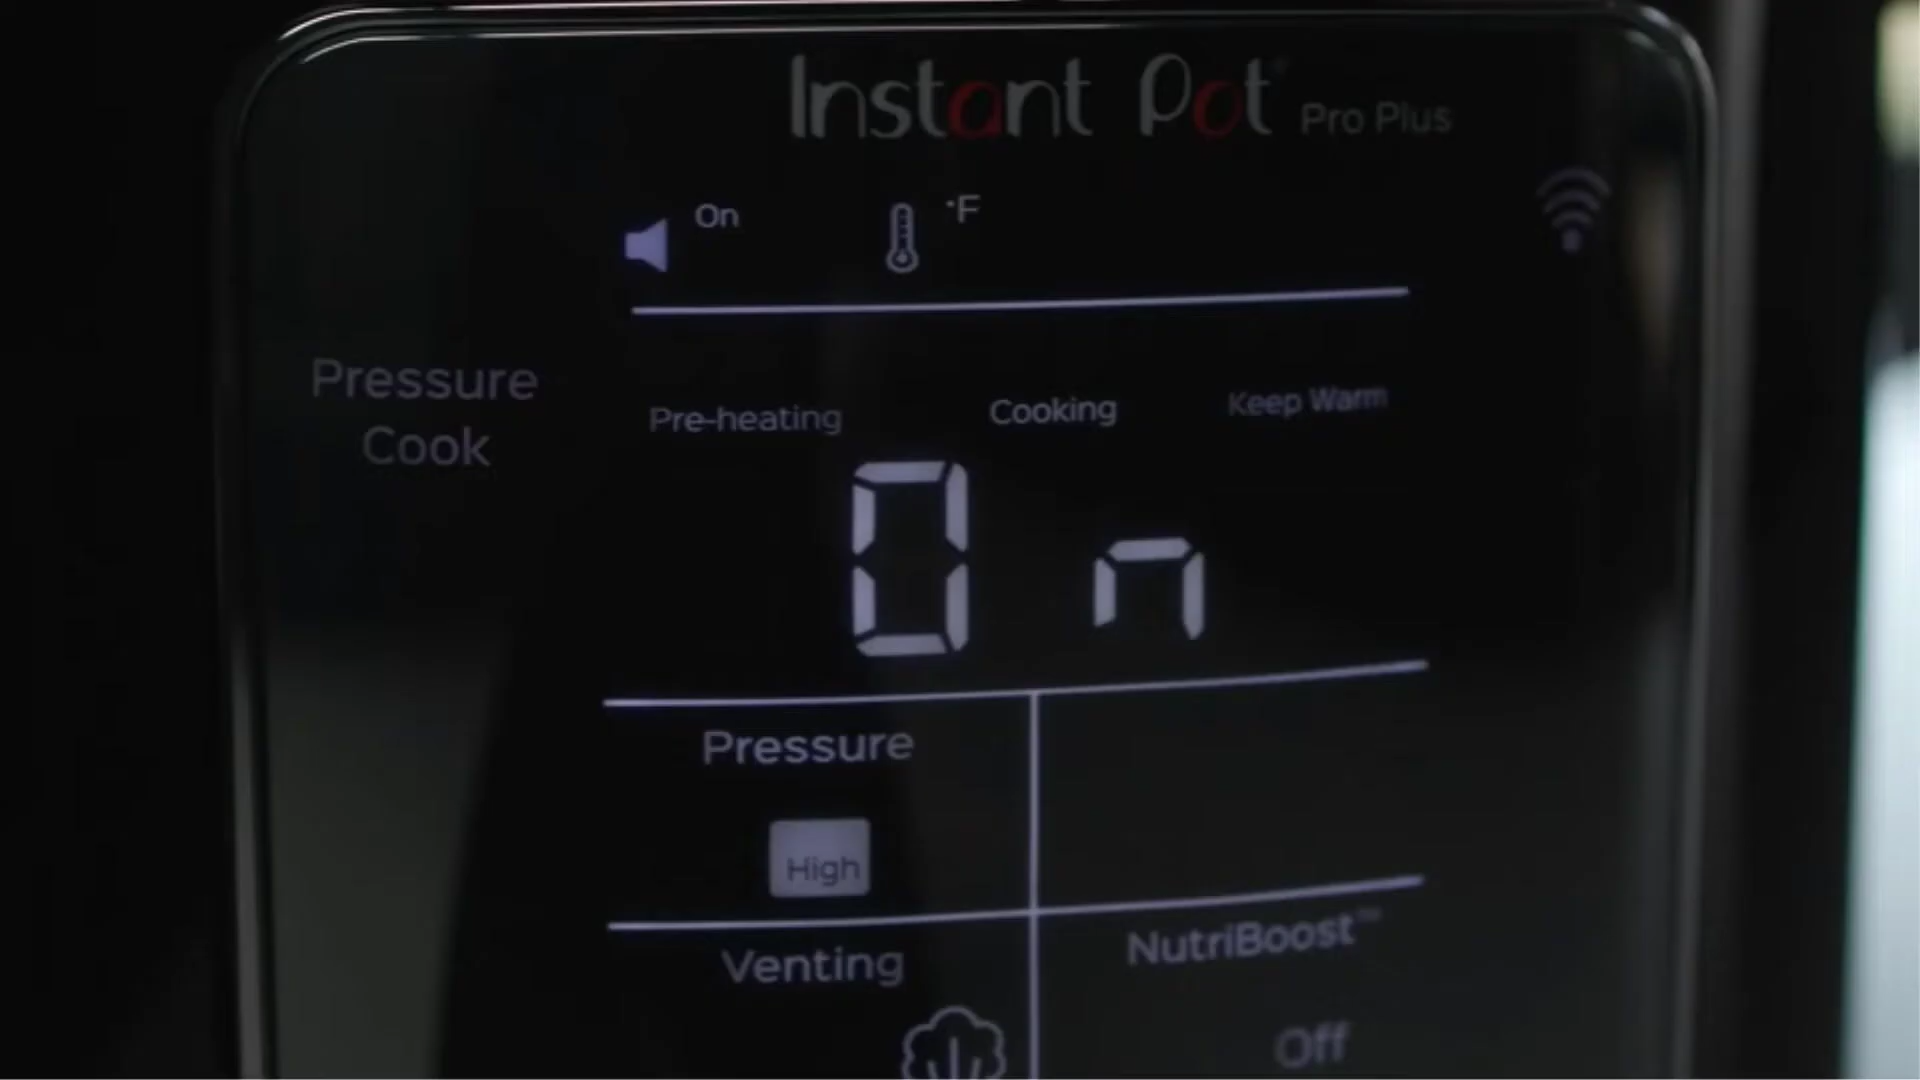 Instant Pot Pro Plus
On
°F
Pressure
Cook
Pre-heating Cooking Keep Warm
On
Pressure
High
Venting
NutriBoost™
Off